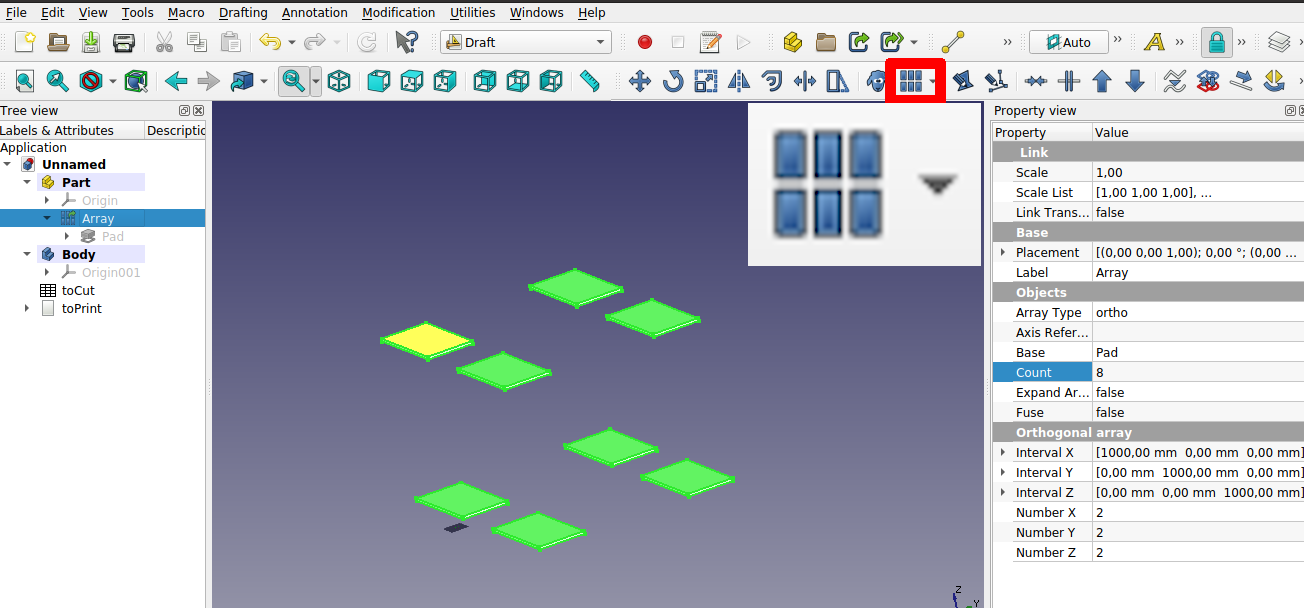 File Edit View Tools Macro Drafting Annotation Modification Utilities Windows Help
Draft
Auto
Tree view
Labels & Attributes Descriptic
Application
Unnamed
Part
Origin
Array
Pad
Body
Origin001
toCut
toPrint
Z
Y
Property view
Property Value
Link
Scale 1,00
Scale List [1,00 1,00 1,00], ...
Link Trans... false
Base
Placement [(0,00 0,00 1,00); 0,00 °; (0,00 ...
Label Array
Objects
Array Type ortho
Axis Refer...
Base Pad
Count 8
Expand Ar... false
Fuse false
Orthogonal array
Interval X [1000,00 mm 0,00 mm 0,00 mm]
Interval Y [0,00 mm 1000,00 mm 0,00 mm]
Interval Z [0,00 mm 0,00 mm 1000,00 mm]
Number X 2
Number Y 2
Number Z 2